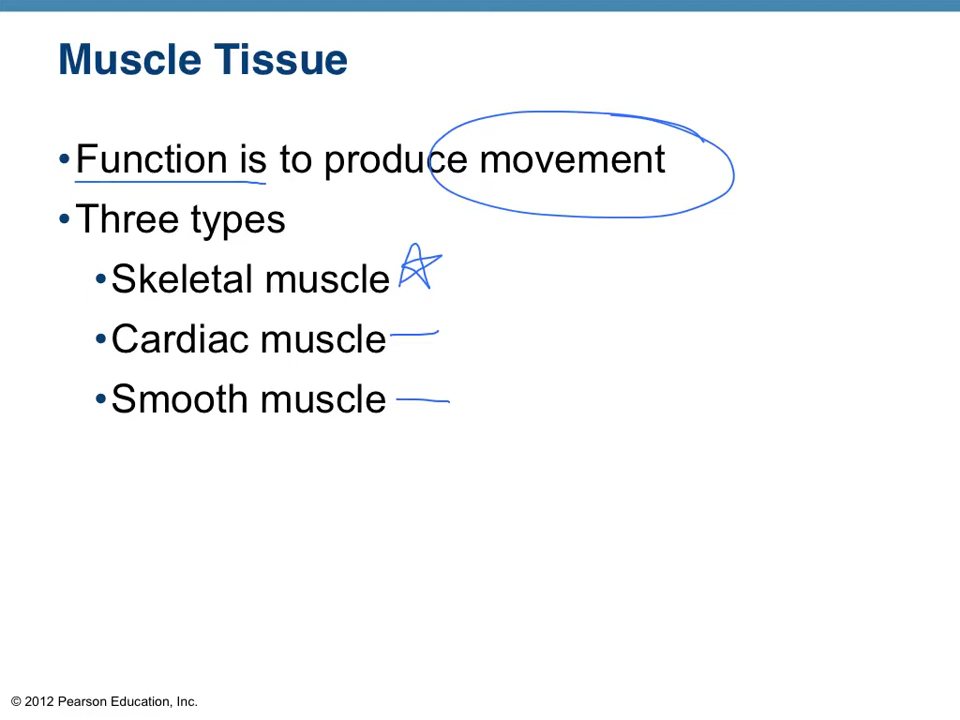 Muscle Tissue
•Function is to produce movement
•Three types
•Skeletal muscle
•Cardiac muscle
•Smooth muscle
© 2012 Pearson Education, Inc.